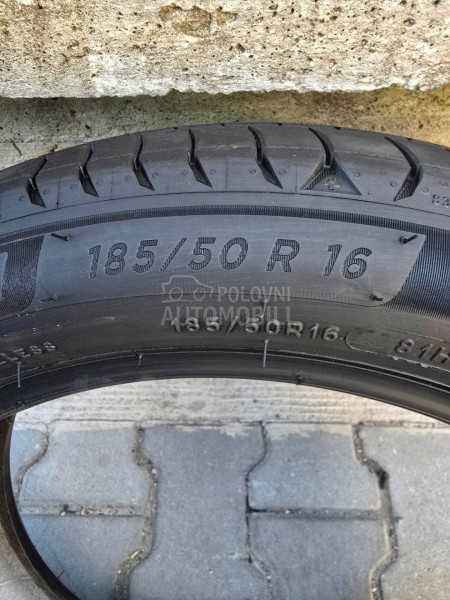 185/50 R 16
POLOVNI
AUTOMOBILI
185/50R16 81H